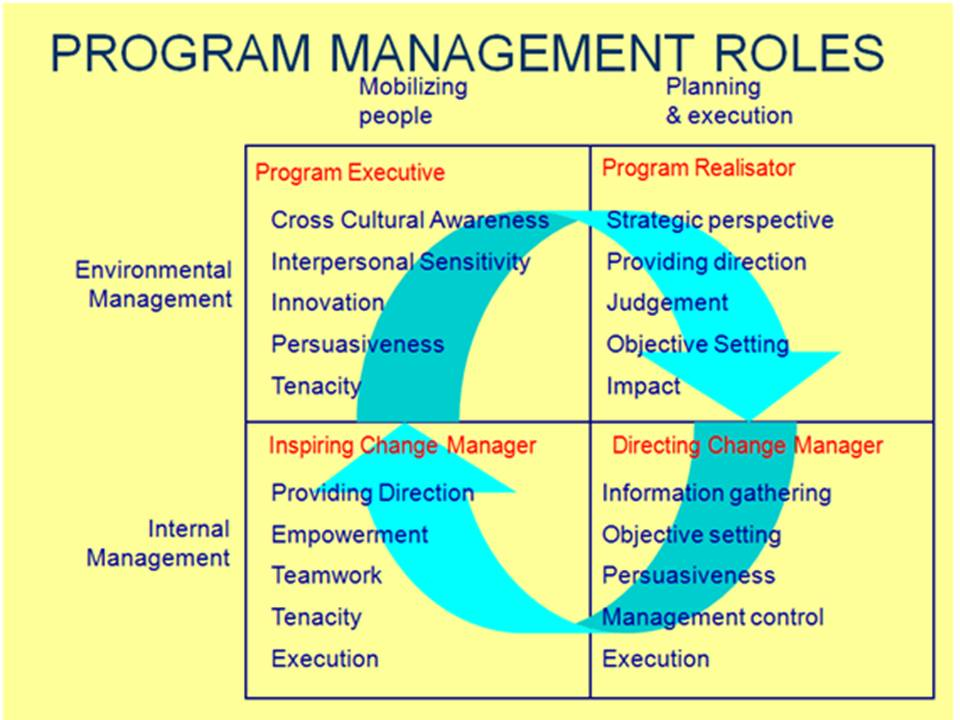 PROGRAM MANAGEMENT ROLES
Mobilizing
people
Planning
& execution
Environmental
Management
Program Executive
Cross Cultural Awareness
Interpersonal Sensitivity
Innovation
Persuasiveness
Tenacity
Program Realisator
Strategic perspective
Providing direction
Judgement
Objective Setting
Impact
Internal
Management
Inspiring Change Manager
Providing Direction
Empowerment
Teamwork
Tenacity
Execution
Directing Change Manager
Information gathering
Objective setting
Persuasiveness
Management control
Execution